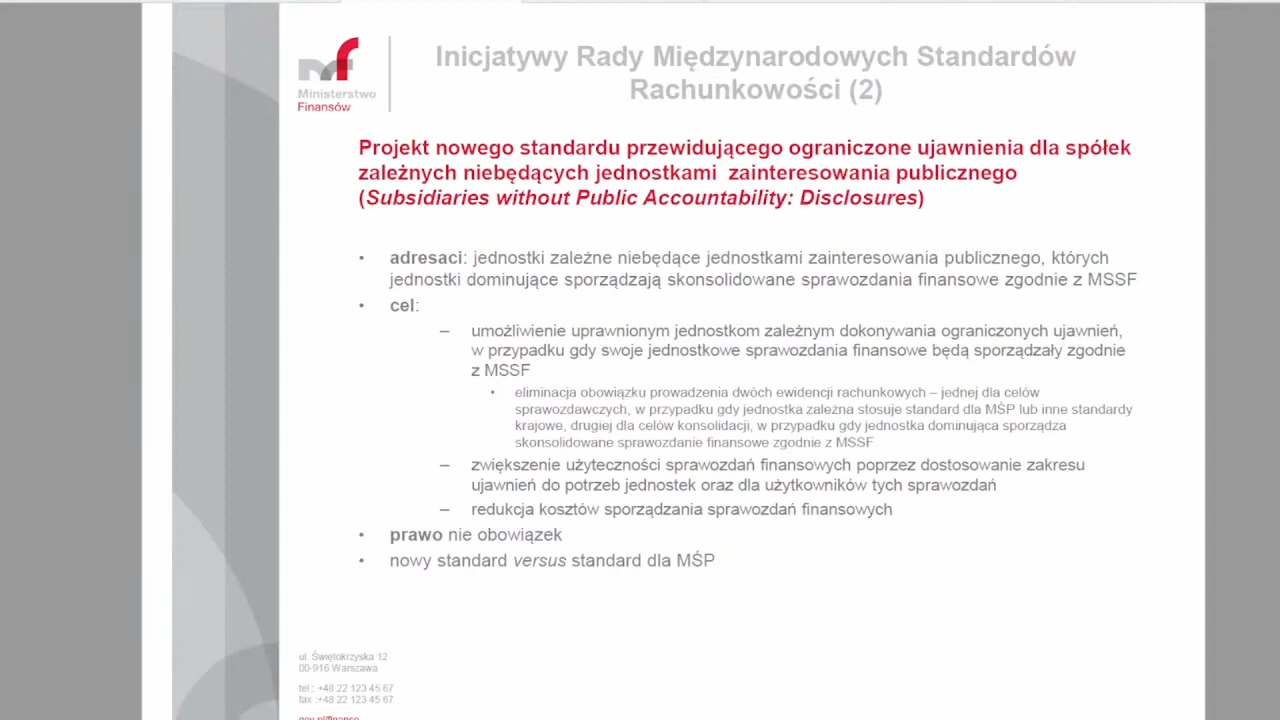 Ministerstwo
Finansów
Inicjatywy Rady Międzynarodowych Standardów
Rachunkowości (2)
Projekt nowego standardu przewidującego ograniczone ujawnienia dla spółek
zależnych niebędących jednostkami zainteresowania publicznego
(Subsidiaries without Public Accountability: Disclosures)
• adresaci: jednostki zależne niebędące jednostkami zainteresowania publicznego, których
jednostki dominujące sporządzają skonsolidowane sprawozdania finansowe zgodnie z MSSF
• cel:
– umożliwienie uprawnionym jednostkom zależnym dokonywania ograniczonych ujawnień,
w przypadku gdy swoje jednostkowe sprawozdania finansowe będą sporządzały zgodnie
z MSSF
• eliminacja obowiązku prowadzenia dwóch ewidencji rachunkowych – jednej dla celów
sprawozdawczych, w przypadku gdy jednostka zależna stosuje standard dla MŚP lub inne standardy
krajowe, drugiej dla celów konsolidacji, w przypadku gdy jednostka dominująca sporządza
skonsolidowane sprawozdanie finansowe zgodnie z MSSF
– zwiększenie użyteczności sprawozdań finansowych poprzez dostosowanie zakresu
ujawnień do potrzeb jednostek oraz dla użytkowników tych sprawozdań
– redukcja kosztów sporządzania sprawozdań finansowych
• prawo nie obowiązek
• nowy standard versus standard dla MŚP
ul. Świętokrzyska 12
00-916 Warszawa
tel.: +48 22 123 45 67
fax :+48 22 123 45 67
gov.pl/finanse